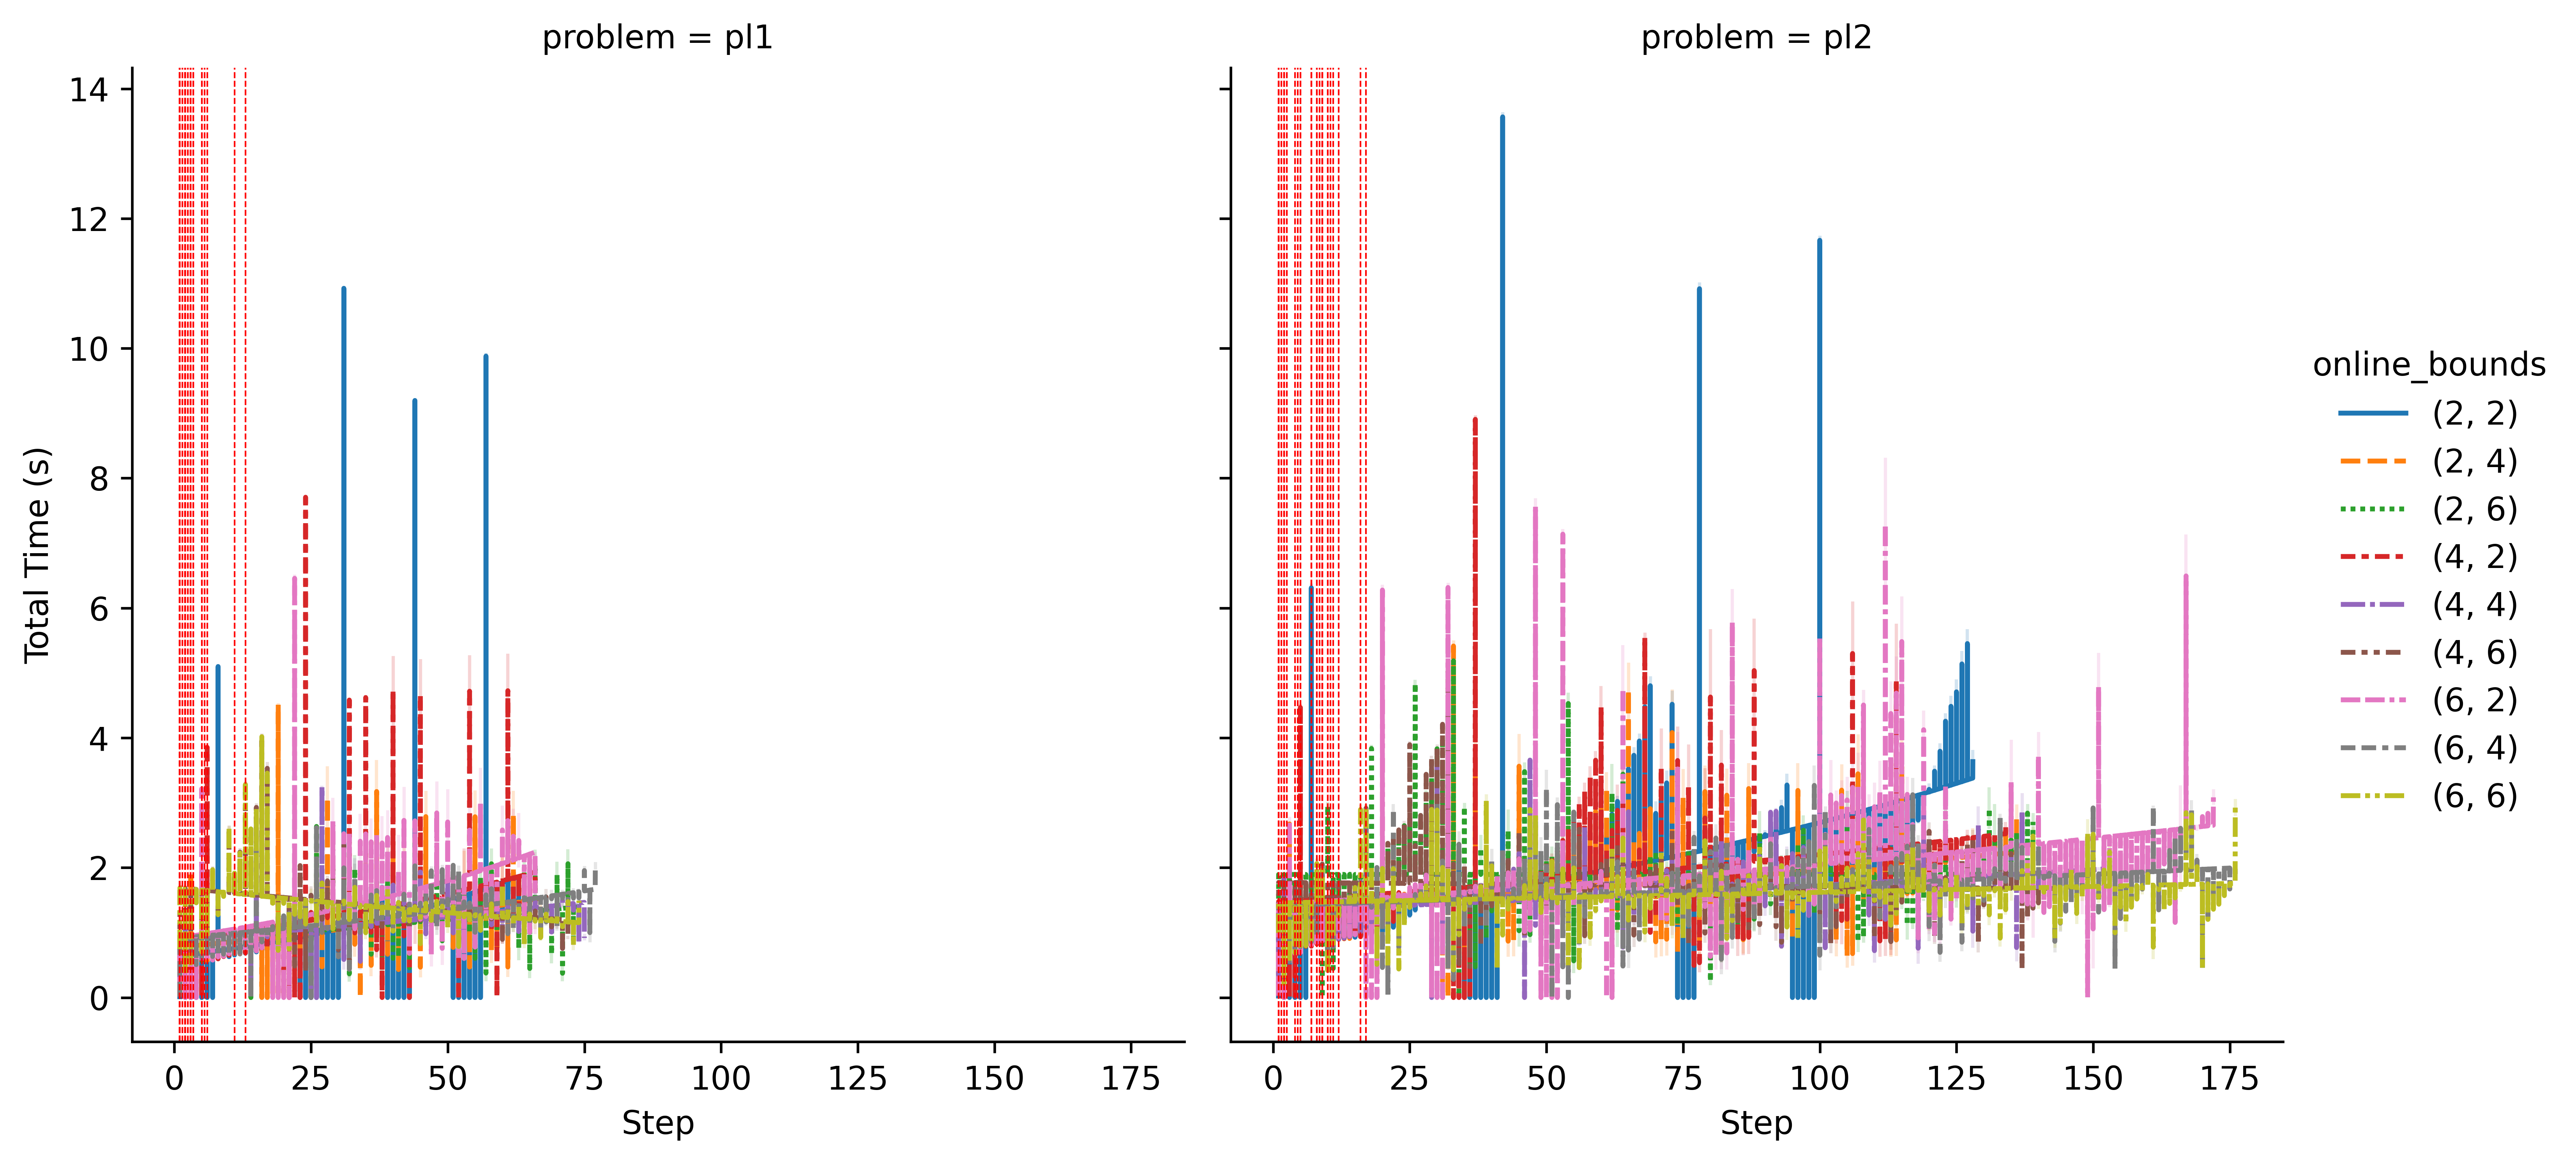 problem = pl1
problem = pl2
Total Time (s)
14
12
10
8
6
4
2
0
0 25 50 75 100 125 150 175
0 25 50 75 100 125 150 175
Step
Step
online_bounds
(2, 2)
(2, 4)
(2, 6)
(4, 2)
(4, 4)
(4, 6)
(6, 2)
(6, 4)
(6, 6)